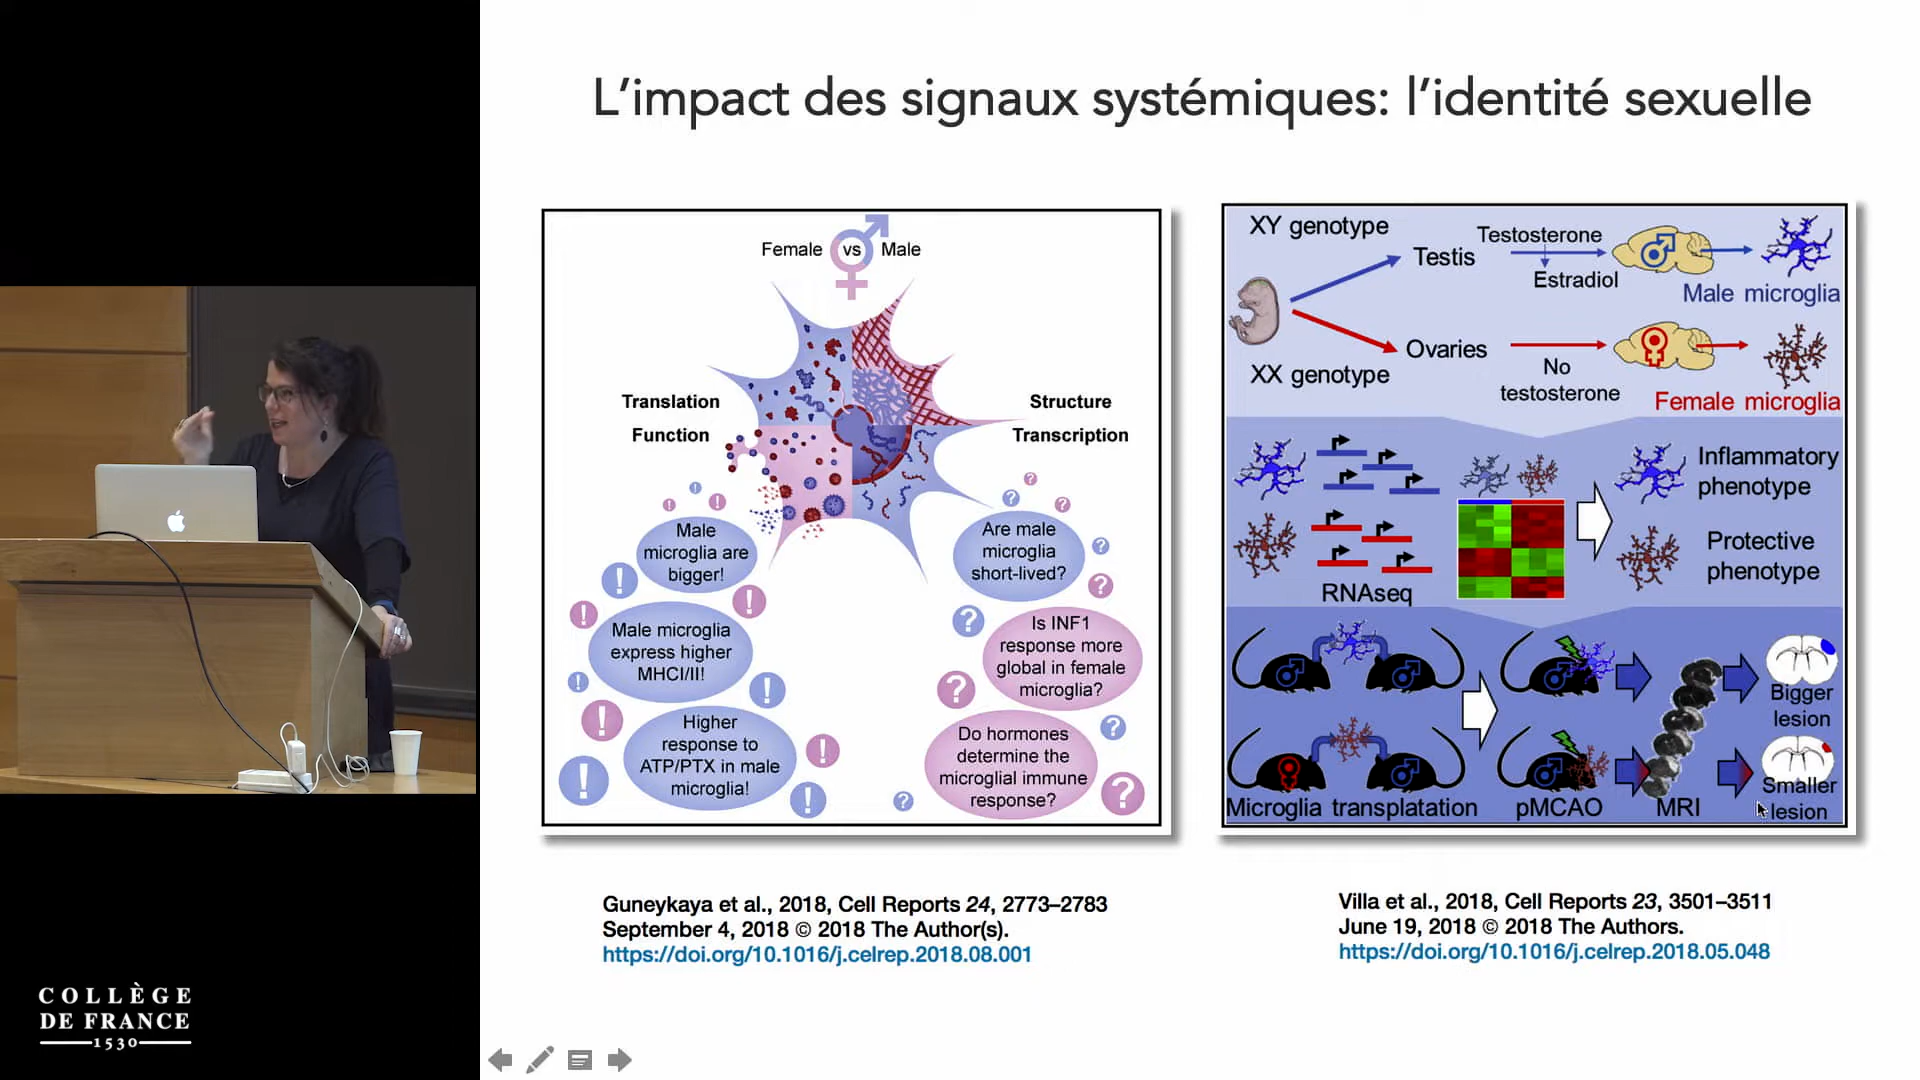 L'impact des signaux systémiques: l'identité sexuelle
Female vs Male
Translation
Function
Structure
Transcription
Male
microglia are
bigger!
Male microglia
express higher
MHCI/II!
Higher
response to
ATP/PTX in male
microglia!
Are male
microglia
short-lived?
Is INF1
response more
global in female
microglia?
Do hormones
determine the
microglial immune
response?
Guneykaya et al., 2018, Cell Reports 24, 2773–2783
September 4, 2018 © 2018 The Author(s).
https://doi.org/10.1016/j.celrep.2018.08.001
XY genotype
Testis
Testosterone
Estradiol
Male microglia
XX genotype
Ovaries
No
testosterone
Female microglia
RNAseq
Inflammatory
phenotype
Protective
phenotype
Bigger
lesion
Smaller
lesion
Microglia transplatation
pMCAO
MRI
Villa et al., 2018, Cell Reports 23, 3501–3511
June 19, 2018 © 2018 The Authors.
https://doi.org/10.1016/j.celrep.2018.05.048
COLLÈGE
DE FRANCE
1530